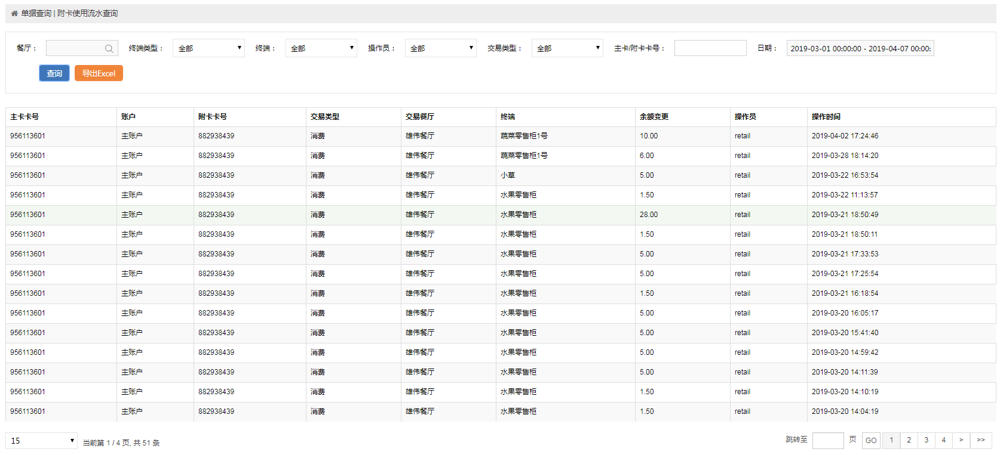 单据查询 | 附卡使用流水查询
餐厅： 终端类型： 全部 终端： 全部 操作员： 全部 交易类型： 全部 主卡/附卡卡号： 日期： 2019-03-01 00:00:00 - 2019-04-07 00:00:
查询 导出Excel
主卡卡号 账户 附卡卡号 交易类型 交易餐厅 终端 余额变更 操作员 操作时间
956113601 主账户 882938439 消费 雄伟餐厅 蔬菜零售柜1号 10.00 retail 2019-04-02 17:24:46
956113601 主账户 882938439 消费 雄伟餐厅 蔬菜零售柜1号 6.00 retail 2019-03-28 18:14:20
956113601 主账户 882938439 消费 雄伟餐厅 小草 5.00 retail 2019-03-22 16:53:54
956113601 主账户 882938439 消费 雄伟餐厅 水果零售柜 1.50 retail 2019-03-22 11:13:57
956113601 主账户 882938439 消费 雄伟餐厅 水果零售柜 28.00 retail 2019-03-21 18:50:49
956113601 主账户 882938439 消费 雄伟餐厅 水果零售柜 1.50 retail 2019-03-21 18:50:11
956113601 主账户 882938439 消费 雄伟餐厅 水果零售柜 5.00 retail 2019-03-21 17:33:53
956113601 主账户 882938439 消费 雄伟餐厅 水果零售柜 5.00 retail 2019-03-21 17:25:54
956113601 主账户 882938439 消费 雄伟餐厅 水果零售柜 1.50 retail 2019-03-21 16:18:54
956113601 主账户 882938439 消费 雄伟餐厅 水果零售柜 5.00 retail 2019-03-20 16:05:17
956113601 主账户 882938439 消费 雄伟餐厅 水果零售柜 5.00 retail 2019-03-20 15:41:40
956113601 主账户 882938439 消费 雄伟餐厅 水果零售柜 5.00 retail 2019-03-20 14:59:42
956113601 主账户 882938439 消费 雄伟餐厅 水果零售柜 5.00 retail 2019-03-20 14:11:39
956113601 主账户 882938439 消费 雄伟餐厅 水果零售柜 1.50 retail 2019-03-20 14:10:19
956113601 主账户 882938439 消费 雄伟餐厅 水果零售柜 1.50 retail 2019-03-20 14:04:19
15 当前第 1 / 4 页, 共 51 条 跳转至 页 GO 1 2 3 4 > >>